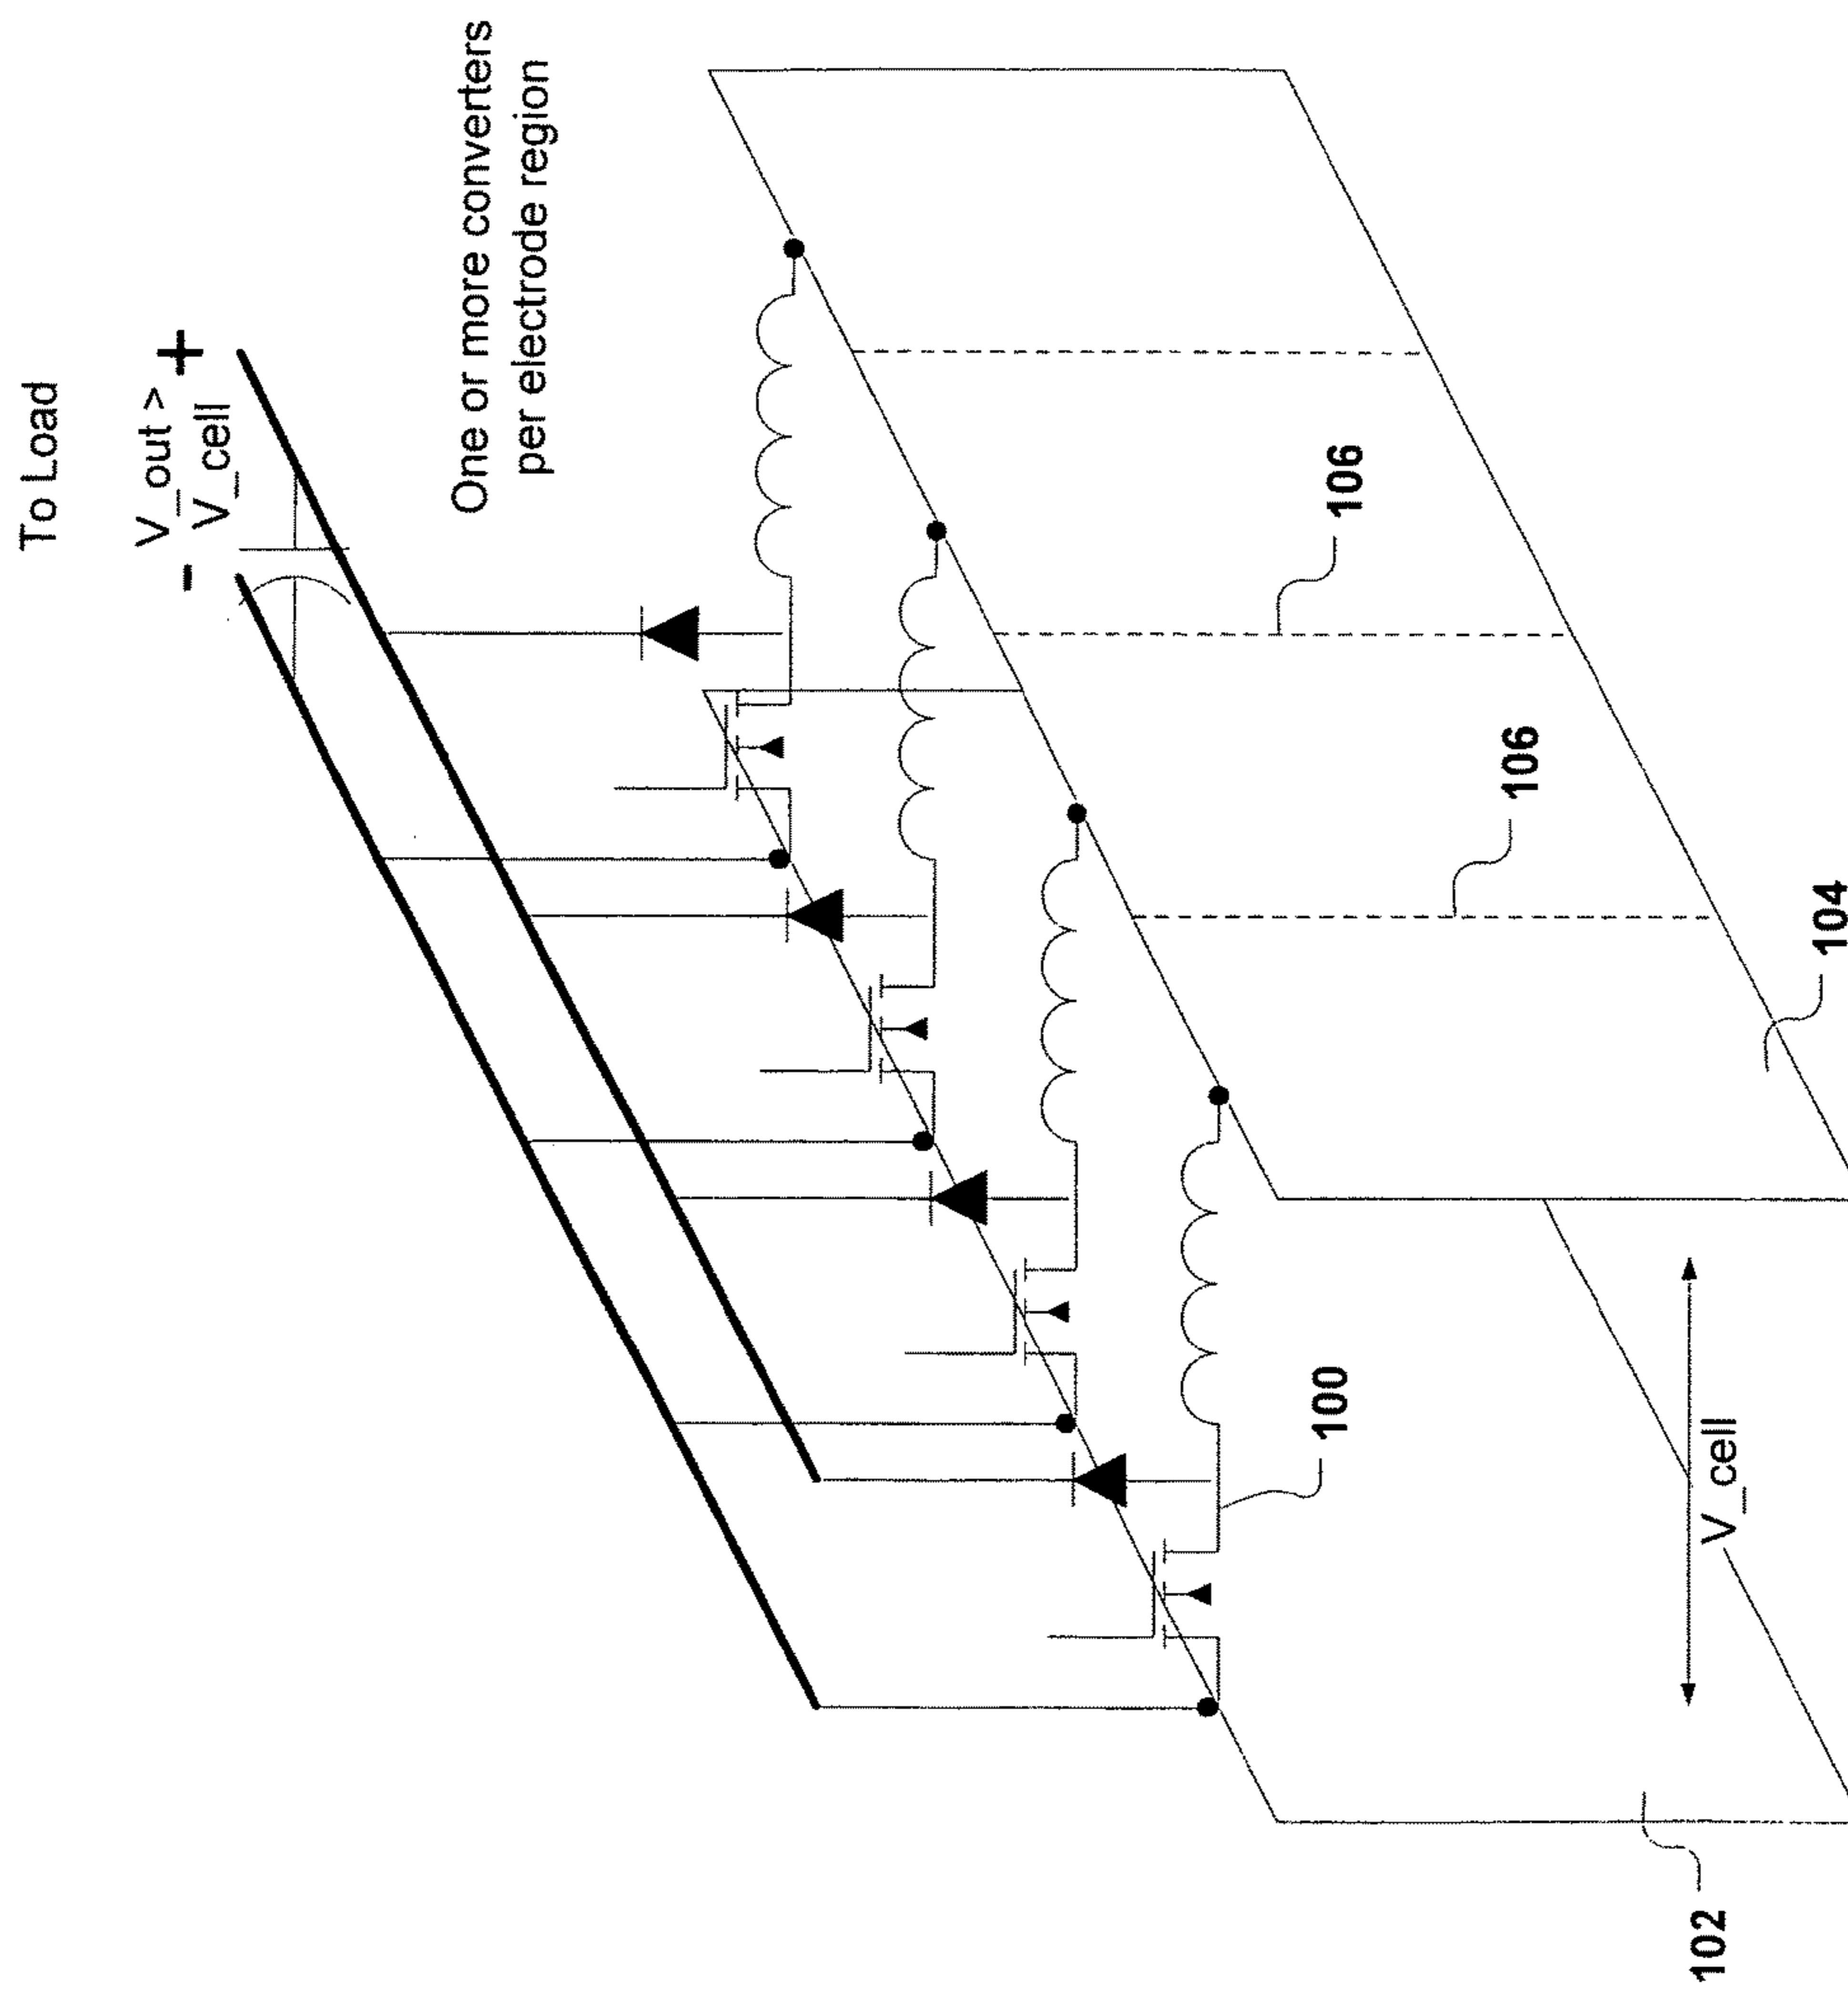 To Load
V_out >
- +
V_cell
One or more converters
per electrode region
106
106
104
100
V_cell
102